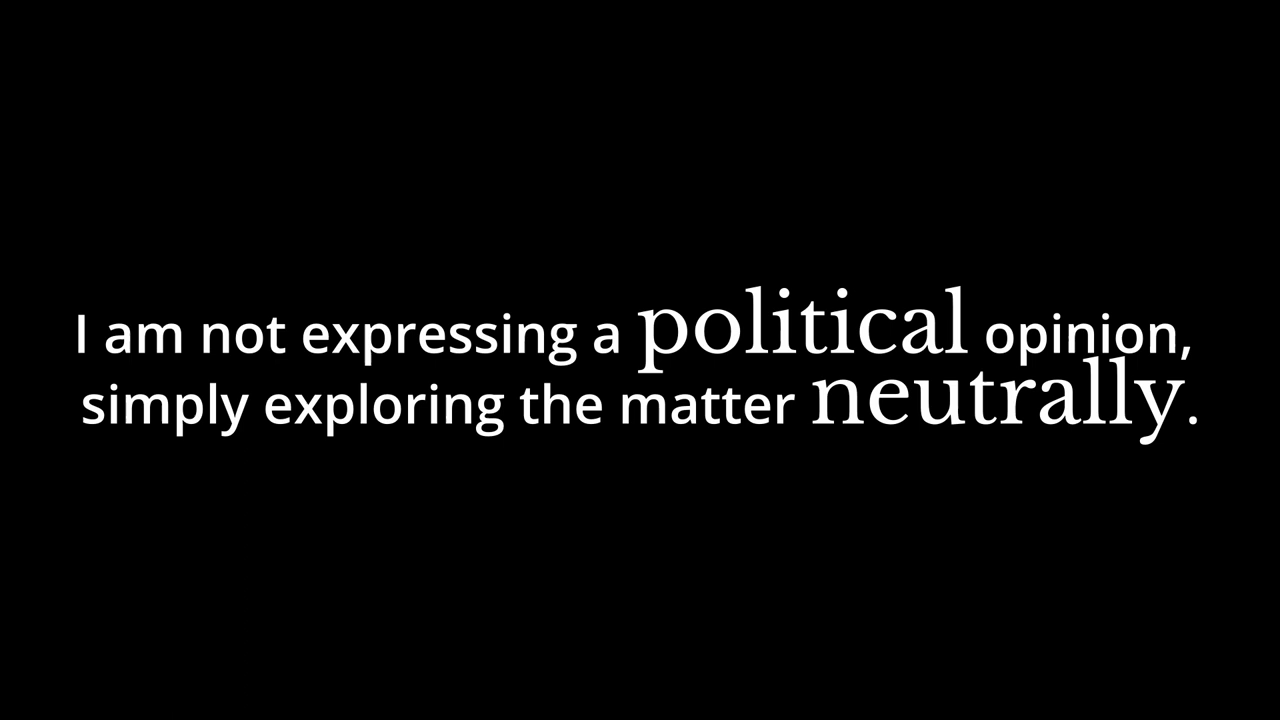 I am not expressing a political opinion,
simply exploring the matter neutrally.